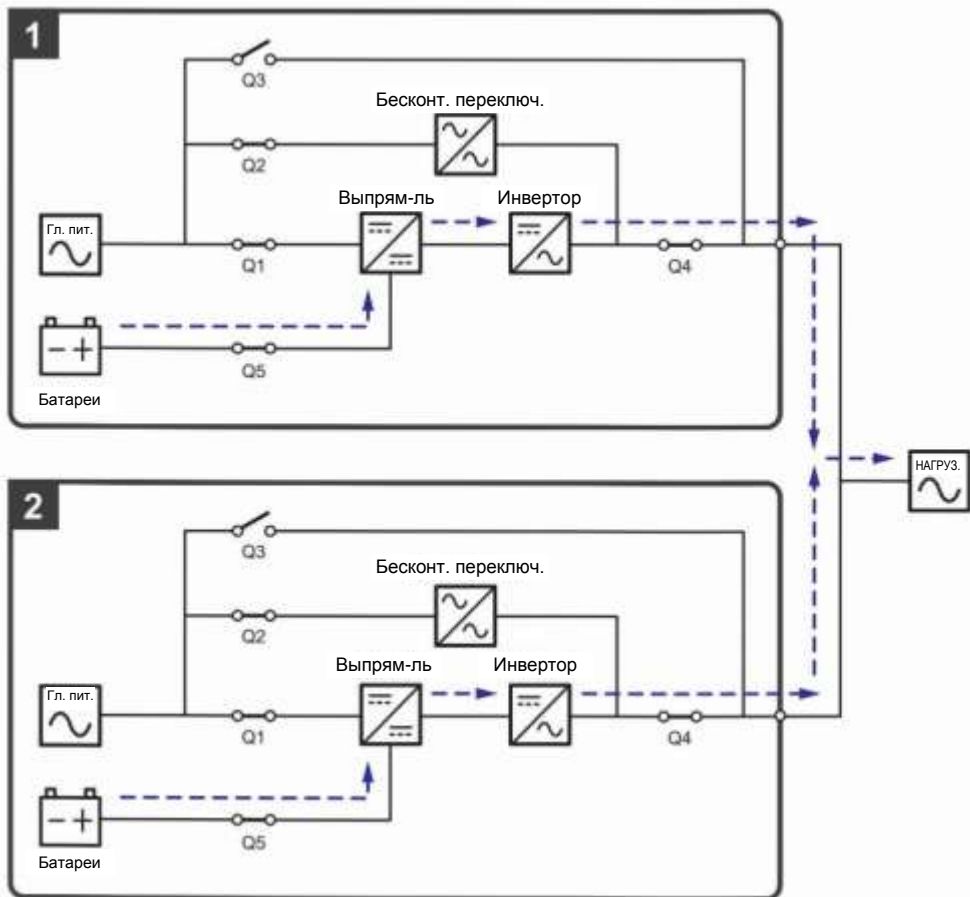 1
Q3
Бесконт. переключ.
Q2
Выпрям-ль
Инвертор
Гл. пит.
Q1
Q4
Q5
Батареи
НАГРУЗ.
2
Q3
Бесконт. переключ.
Q2
Выпрям-ль
Инвертор
Гл. пит.
Q1
Q4
Q5
Батареи